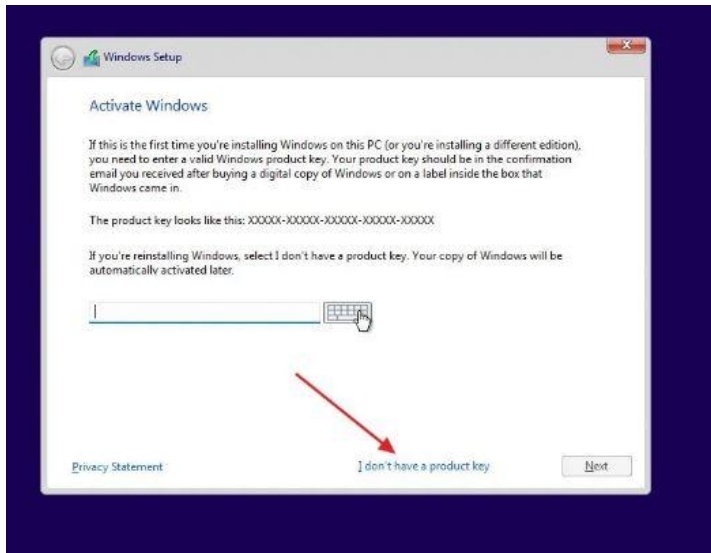 Windows Setup
Activate Windows
If this is the first time you're installing Windows on this PC (or you're installing a different edition),
you need to enter a valid Windows product key. Your product key should be in the confirmation
email you received after buying a digital copy of Windows or on a label inside the box that
Windows came in.
The product key looks like this: XXXXX-XXXXX-XXXXX-XXXXX-XXXXX
If you're reinstalling Windows, select I don't have a product key. Your copy of Windows will be
automatically activated later.
Privacy Statement
I don't have a product key
Next